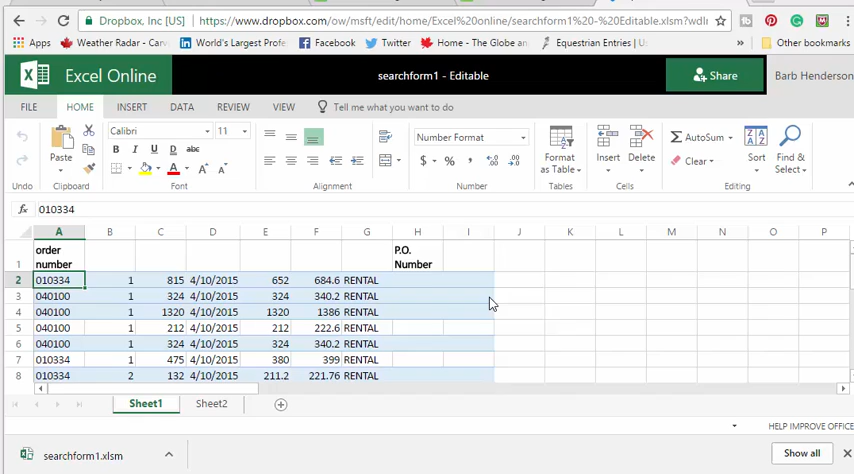 Dropbox, Inc [US] https://www.dropbox.com/ow/msft/edit/home/Excel%20online/searchform1%20-%20Editable.xlsm?wdlr
Apps Weather Radar - Carv World's Largest Profe Facebook Twitter Home - The Globe an Equestrian Entries | » Other bookmarks
Excel Online searchform1 - Editable Share Barb Henderson
FILE HOME INSERT DATA REVIEW VIEW Tell me what you want to do
Calibri 11 Number Format AutoSum
Paste B I U D abc $ % , .00 Format as Table Insert Delete Clear Sort Find & Select
A A A
Undo Clipboard Font Alignment Number Tables Cells Editing
fx 010334
A B C D E F G H I J K L M N O P
1 order number P.O. Number
2 010334 1 815 4/10/2015 652 684.6 RENTAL
3 040100 1 324 4/10/2015 324 340.2 RENTAL
4 040100 1 1320 4/10/2015 1320 1386 RENTAL
5 040100 1 212 4/10/2015 212 222.6 RENTAL
6 040100 1 324 4/10/2015 324 340.2 RENTAL
7 010334 1 475 4/10/2015 380 399 RENTAL
8 010334 2 132 4/10/2015 211.2 221.76 RENTAL
Sheet1 Sheet2
HELP IMPROVE OFFICE
searchform1.xlsm Show all